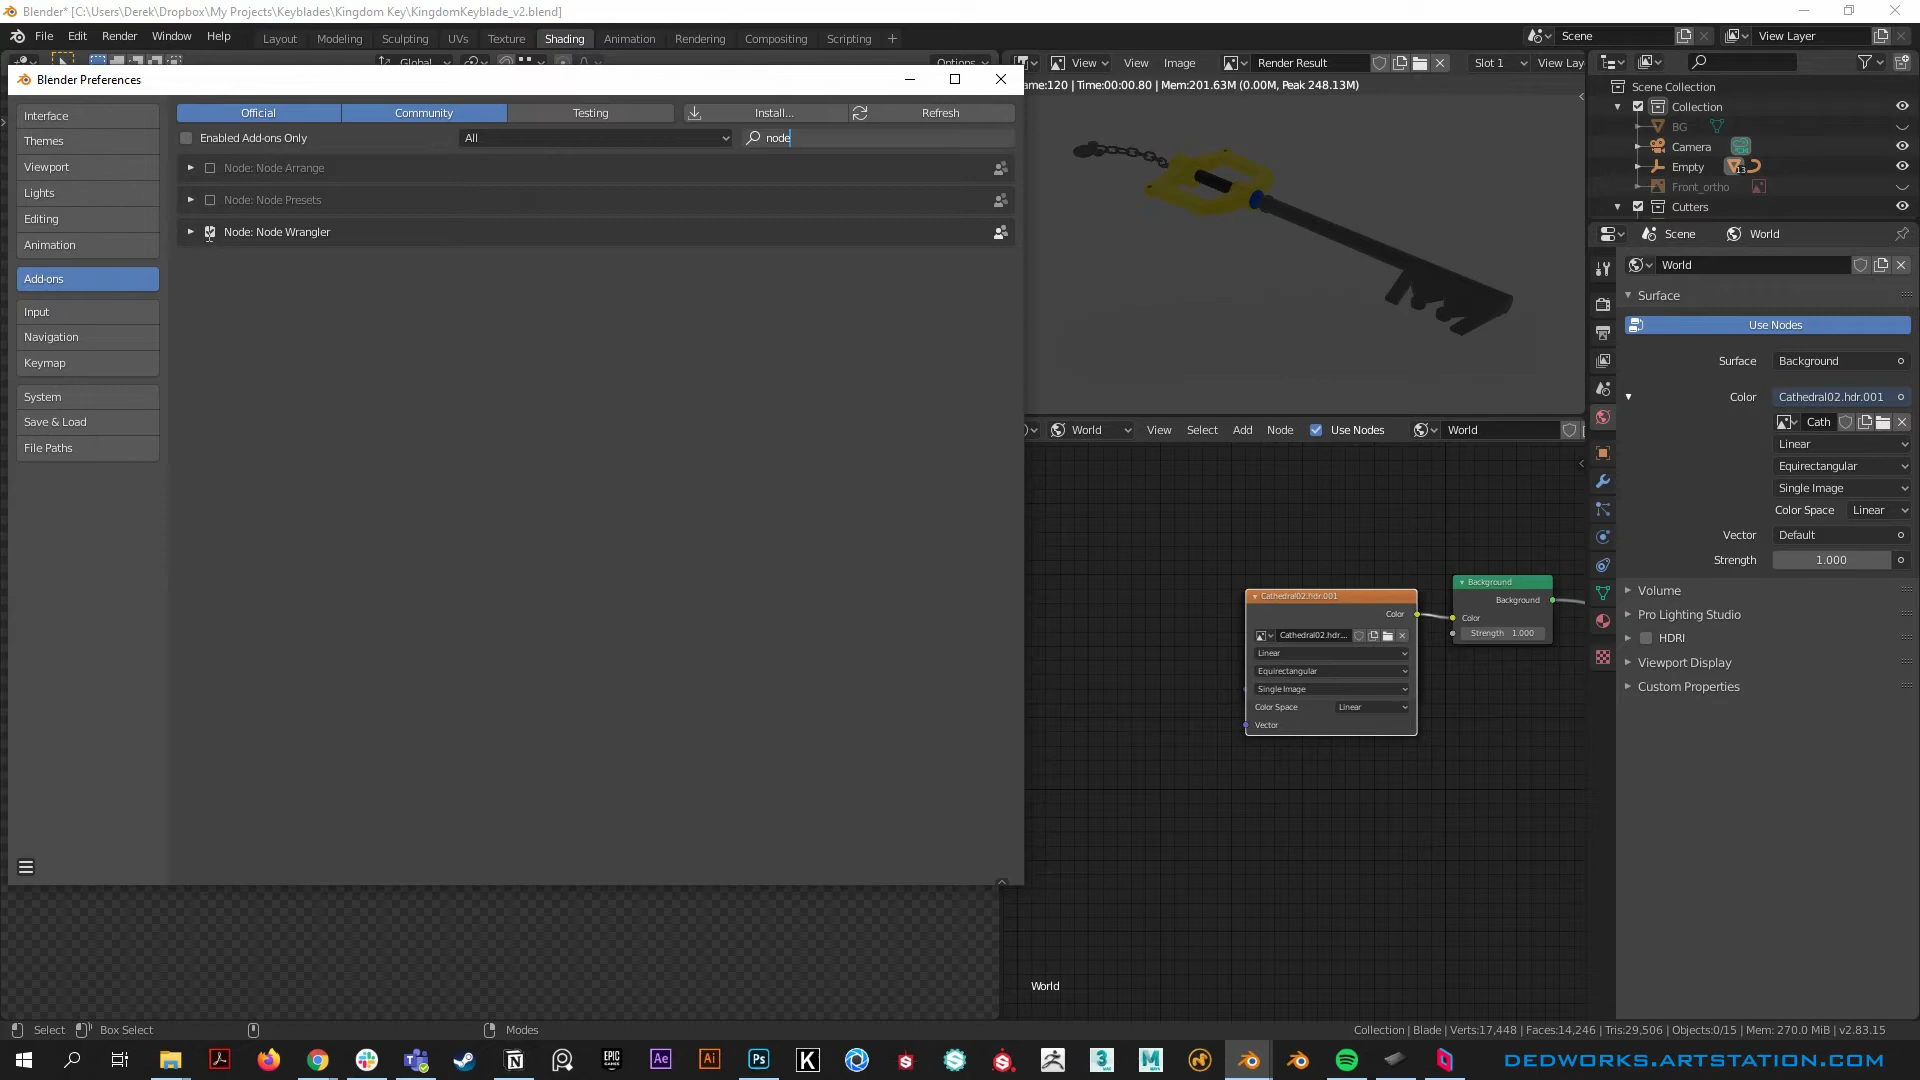 Blender* [C:\Users\Derek\Dropbox\My Projects\Keyblades\Kingdom Key\KingdomKeyblade_v2.blend]
File Edit Render Window Help Layout Modeling Sculpting UVs Texture Shading Animation Rendering Compositing Scripting + Scene View Layer
Global Options View View Image Render Result Slot 1 View Lay
Blender Preferences
ame:120 | Time:00:00.80 | Mem:201.63M (0.00M, Peak 248.13M)
Interface
Themes
Viewport
Lights
Editing
Animation
Add-ons
Input
Navigation
Keymap
System
Save & Load
File Paths
Official Community Testing Install... Refresh
Enabled Add-ons Only All node
Node: Node Arrange
Node: Node Presets
Node: Node Wrangler
Scene Collection
Collection
BG
Camera
Empty 13
Front_ortho
Cutters
Scene World
World
Surface
Use Nodes
Surface Background
Color Cathedral02.hdr.001
Cath
Linear
Equirectangular
Single Image
Color Space Linear
Vector Default
Strength 1.000
Volume
Pro Lighting Studio
HDRI
Viewport Display
Custom Properties
World View Select Add Node Use Nodes World
Cathedral02.hdr.001
Color
Cathedral02.hdr...
Linear
Equirectangular
Single Image
Color Space Linear
Vector
Background
Background
Color
Strength 1.000
World
Select Box Select Modes
Collection | Blade | Verts:17,448 | Faces:14,246 | Tris:29,506 | Objects:0/15 | Mem: 270.0 MiB | v2.83.15
DEDWORKS.ARTSTATION.COM